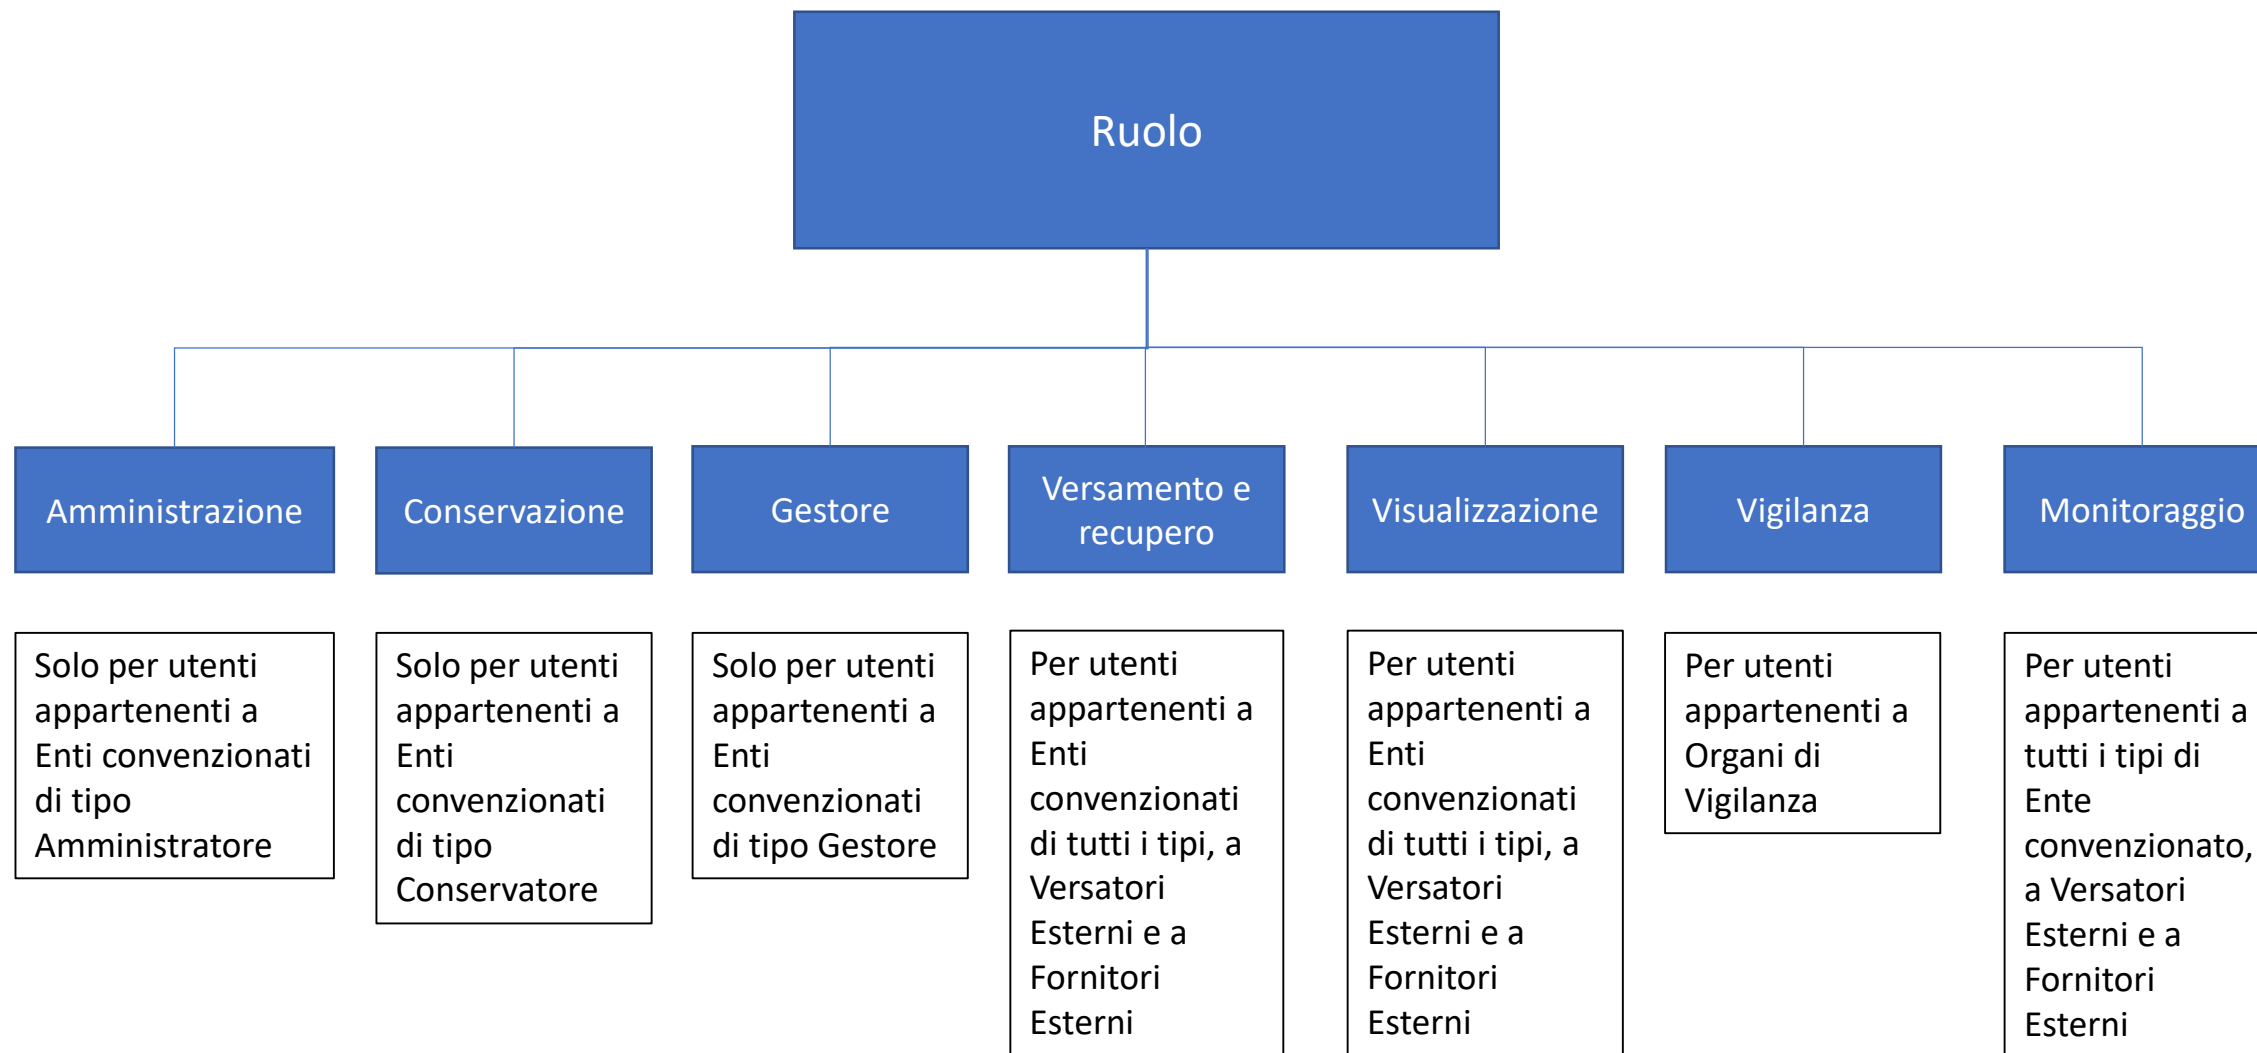 Ruolo
Amministrazione
Conservazione
Gestore
Versamento e
recupero
Visualizzazione
Vigilanza
Monitoraggio
Solo per utenti
appartenenti a
Enti convenzionati
di tipo
Amministratore
Solo per utenti
appartenenti a
Enti
convenzionati
di tipo
Conservatore
Solo per utenti
appartenenti a
Enti
convenzionati
di tipo Gestore
Per utenti
appartenenti a
Enti
convenzionati
di tutti i tipi, a
Versatori
Esterni e a
Fornitori
Esterni
Per utenti
appartenenti a
Enti
convenzionati
di tutti i tipi, a
Versatori
Esterni e a
Fornitori
Esterni
Per utenti
appartenenti a
Organi di
Vigilanza
Per utenti
appartenenti a
tutti i tipi di
Ente
convenzionato,
a Versatori
Esterni e a
Fornitori
Esterni